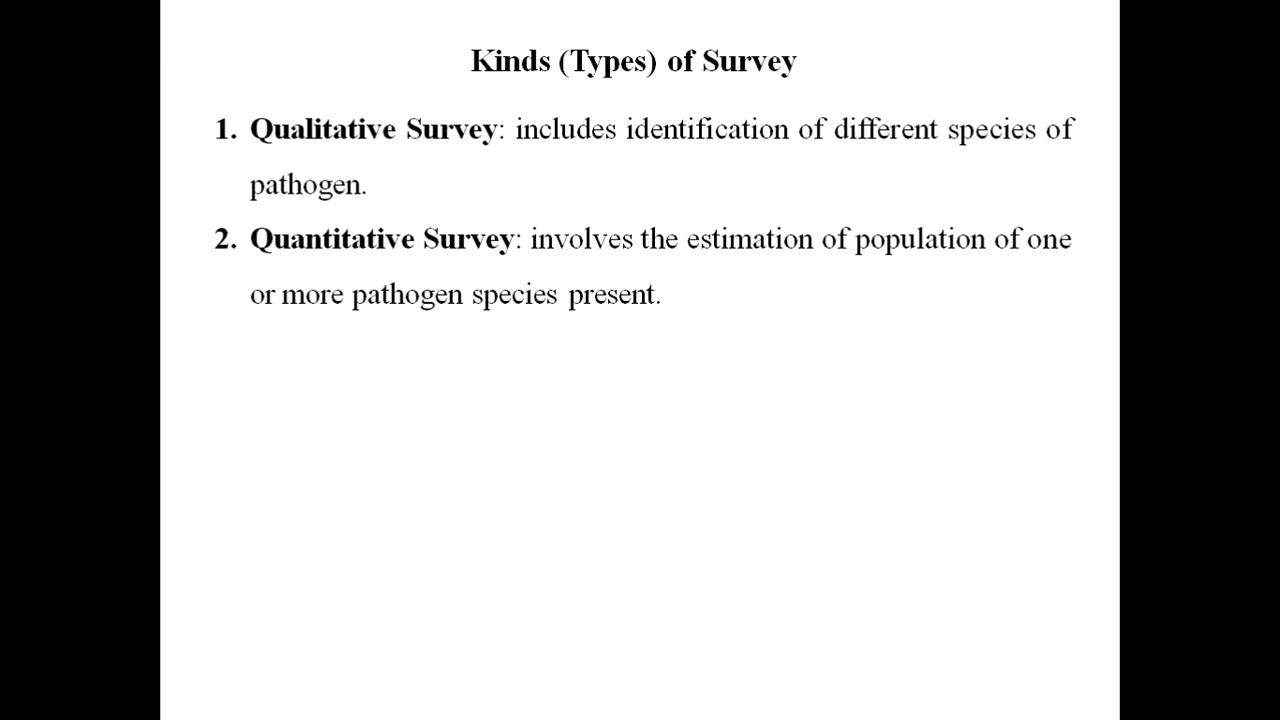 Kinds (Types) of Survey
1. Qualitative Survey: includes identification of different species of
pathogen.
2. Quantitative Survey: involves the estimation of population of one
or more pathogen species present.